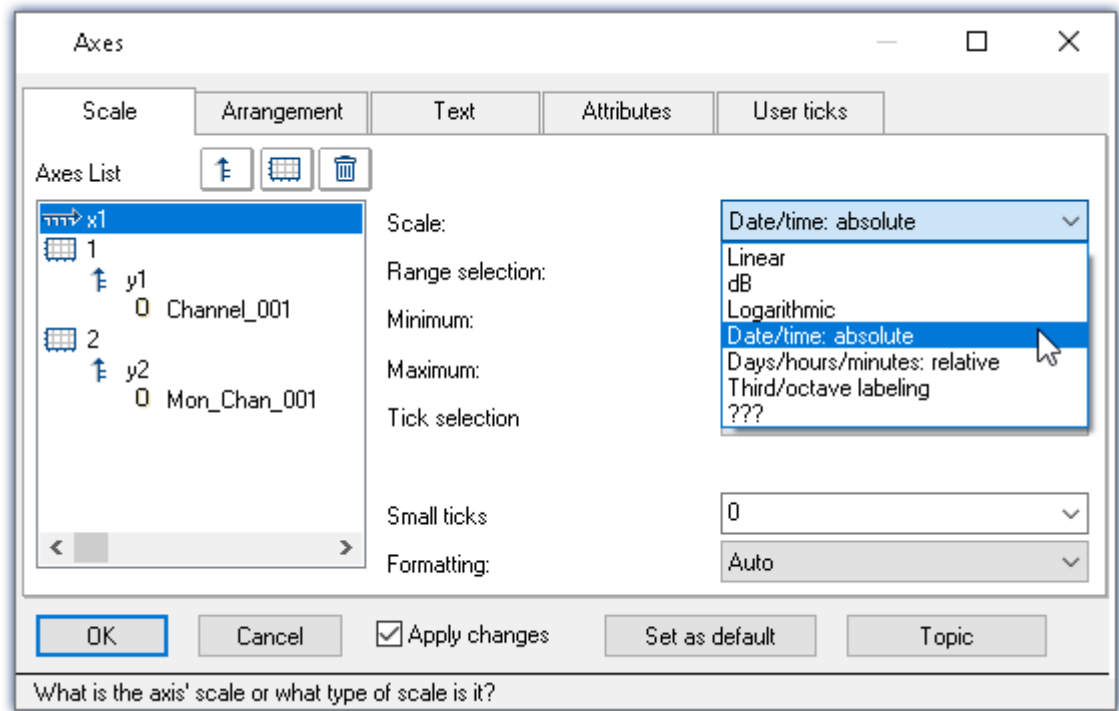 Axes
Scale Arrangement Text Attributes User ticks
Axes List
x1
1
y1
Channel_001
2
y2
Mon_Chan_001
Scale: Date/time: absolute
Range selection:
Minimum:
Maximum:
Tick selection
Linear
dB
Logarithmic
Date/time: absolute
Days/hours/minutes: relative
Third/octave labeling
???
Small ticks 0
Formatting: Auto
OK Cancel Apply changes Set as default Topic
What is the axis' scale or what type of scale is it?